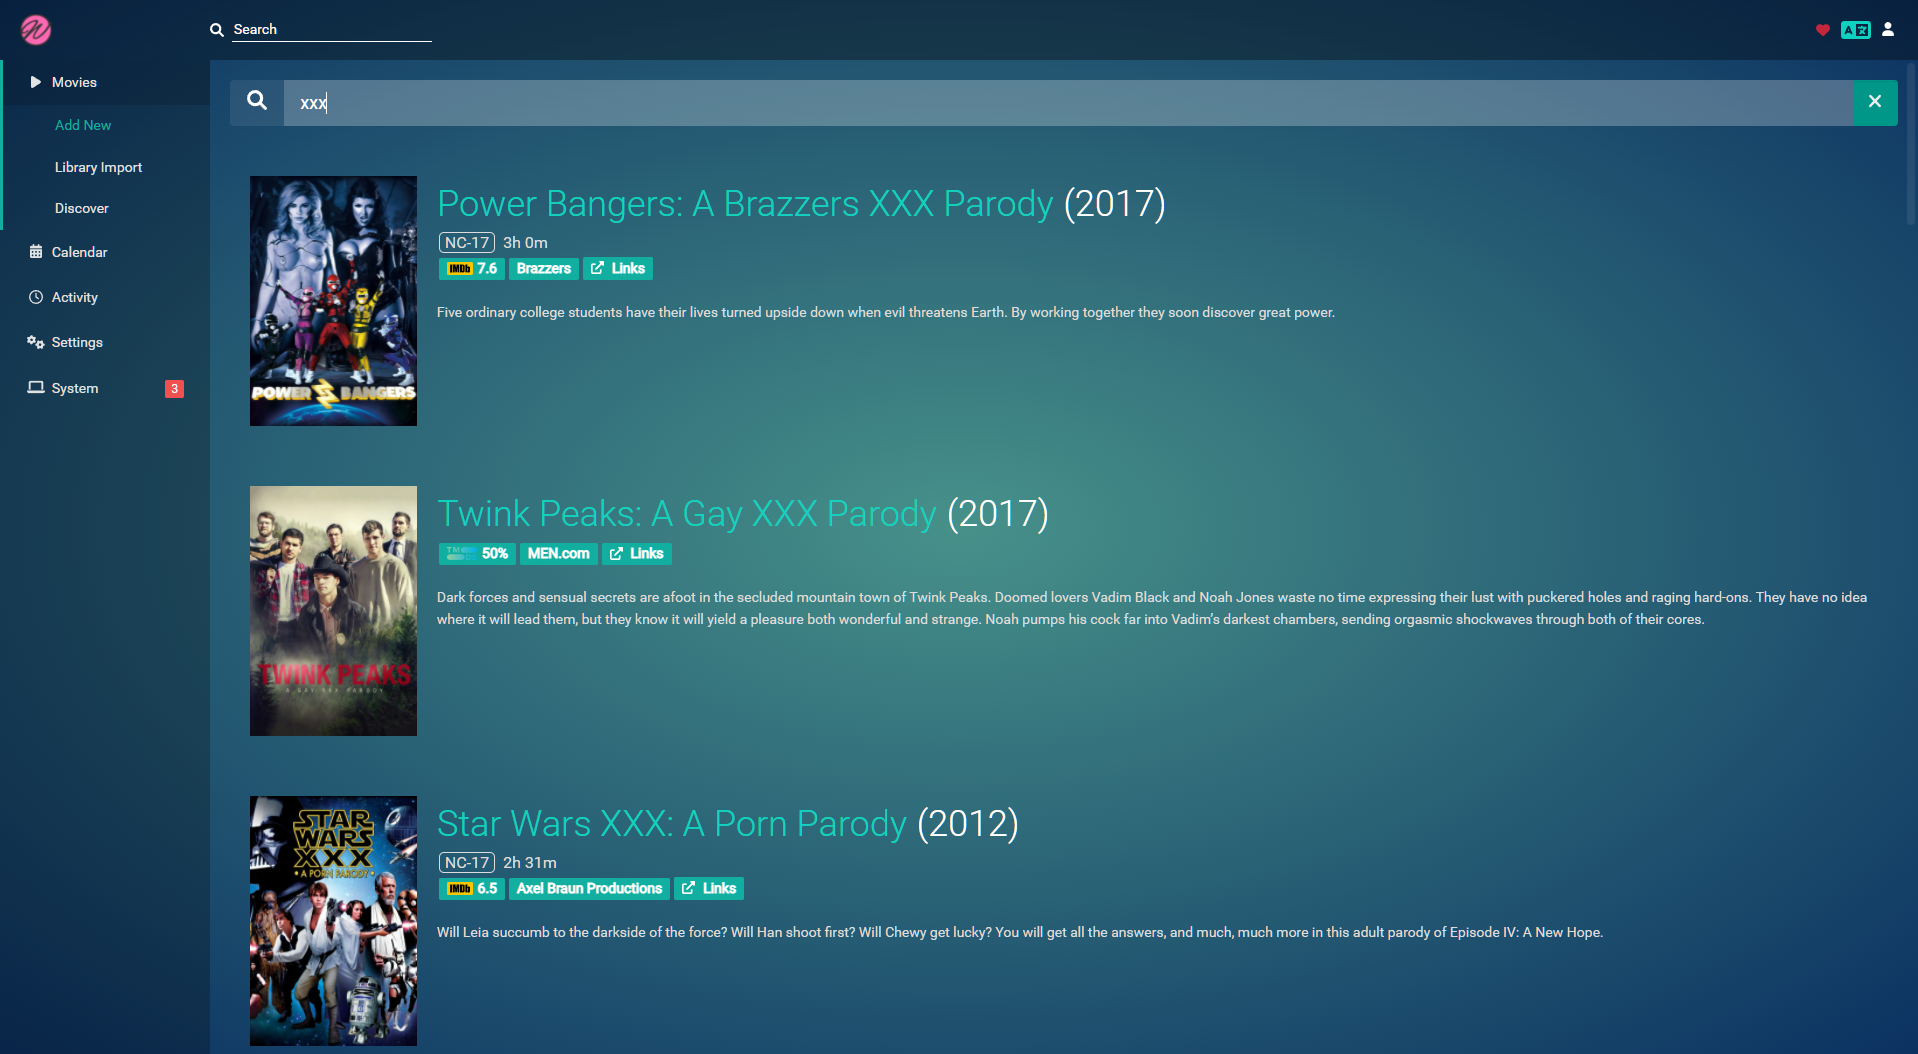 Search
Movies
Add New
Library Import
Discover
Calendar
Activity
Settings
System
3
xxx
Power Bangers: A Brazzers XXX Parody (2017)
NC-17 3h 0m
IMDb 7.6 Brazzers Links
Five ordinary college students have their lives turned upside down when evil threatens Earth. By working together they soon discover great power.
POWER BANGERS
Twink Peaks: A Gay XXX Parody (2017)
50% MEN.com Links
Dark forces and sensual secrets are afoot in the secluded mountain town of Twink Peaks. Doomed lovers Vadim Black and Noah Jones waste no time expressing their lust with puckered holes and raging hard-ons. They have no idea
where it will lead them, but they know it will yield a pleasure both wonderful and strange. Noah pumps his cock far into Vadim’s darkest chambers, sending orgasmic shockwaves through both of their cores.
TWINK PEAKS
A GAY XXX PARODY
Star Wars XXX: A Porn Parody (2012)
NC-17 2h 31m
IMDb 6.5 Axel Braun Productions Links
Will Leia succumb to the darkside of the force? Will Han shoot first? Will Chewy get lucky? You will get all the answers, and much, much more in this adult parody of Episode IV: A New Hope.
STAR
WARS
XXX
• A PORN PARODY •